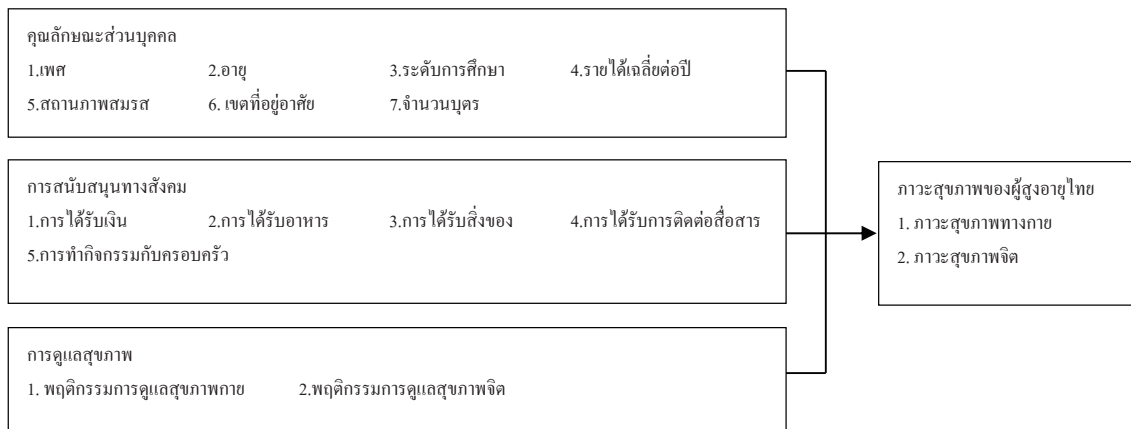 คุณลักษณะส่วนบุคคล
1.เพศ 2.อายุ 3.ระดับการศึกษา 4.รายได้เฉลี่ยต่อปี
5.สถานภาพสมรส 6. เขตที่อยู่อาศัย 7.จำนวนบุตร
การสนับสนุนทางสังคม
1.การได้รับเงิน 2.การได้รับอาหาร 3.การได้รับสิ่งของ 4.การได้รับการติดต่อสื่อสาร
5.การทำกิจกรรมกับครอบครัว
การดูแลสุขภาพ
1. พฤติกรรมการดูแลสุขภาพกาย 2.พฤติกรรมการดูแลสุขภาพจิต
ภาวะสุขภาพของผู้สูงอายุไทย
1. ภาวะสุขภาพทางกาย
2. ภาวะสุขภาพจิต